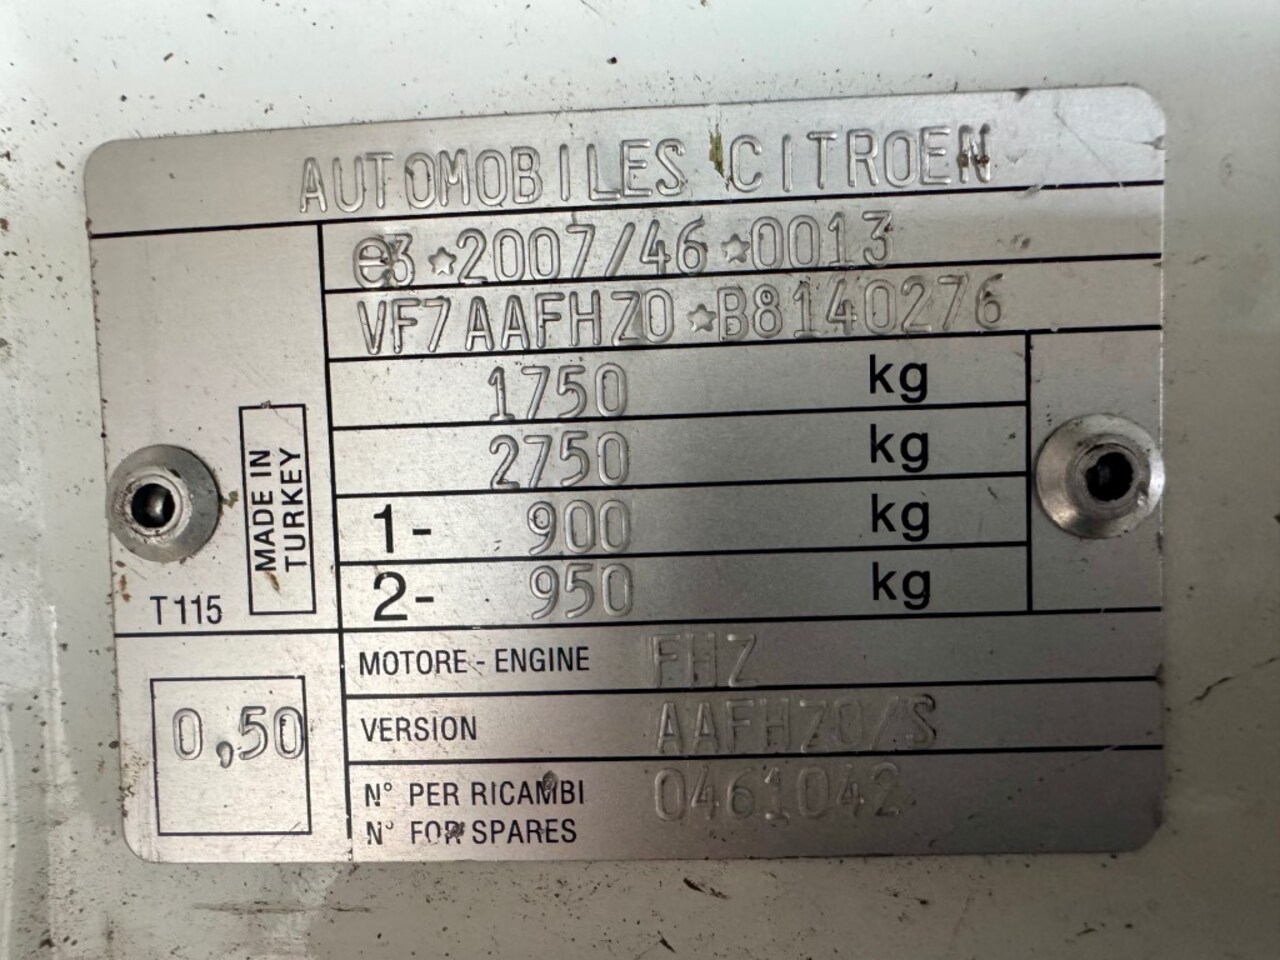 AUTOMOBILES CITROEN
e3☆2007/46☆0013
VF7AAFHZ0☆B8140276
1750 kg
2750 kg
1- 900 kg
2- 950 kg
MADE IN
TURKEY
T115
0,50
MOTORE - ENGINE FHZ
VERSION AAFHZ0/S
N° PER RICAMBI 0461042
N° FOR SPARES